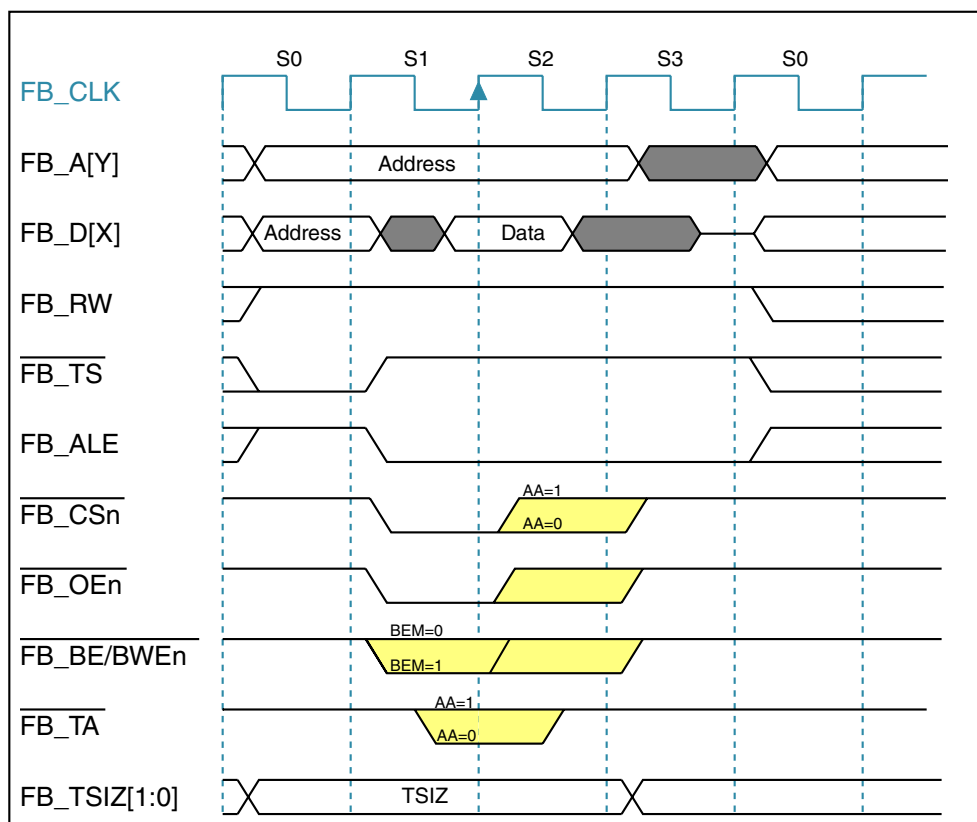 S0 S1 S2 S3 S0
FB_CLK
FB_A[Y] Address
FB_D[X] Address Data
FB_RW
FB_TS
FB_ALE
FB_CSn AA=1
AA=0
FB_OEn
FB_BE/BWEn BEM=0
BEM=1
FB_TA AA=1
AA=0
FB_TSIZ[1:0] TSIZ